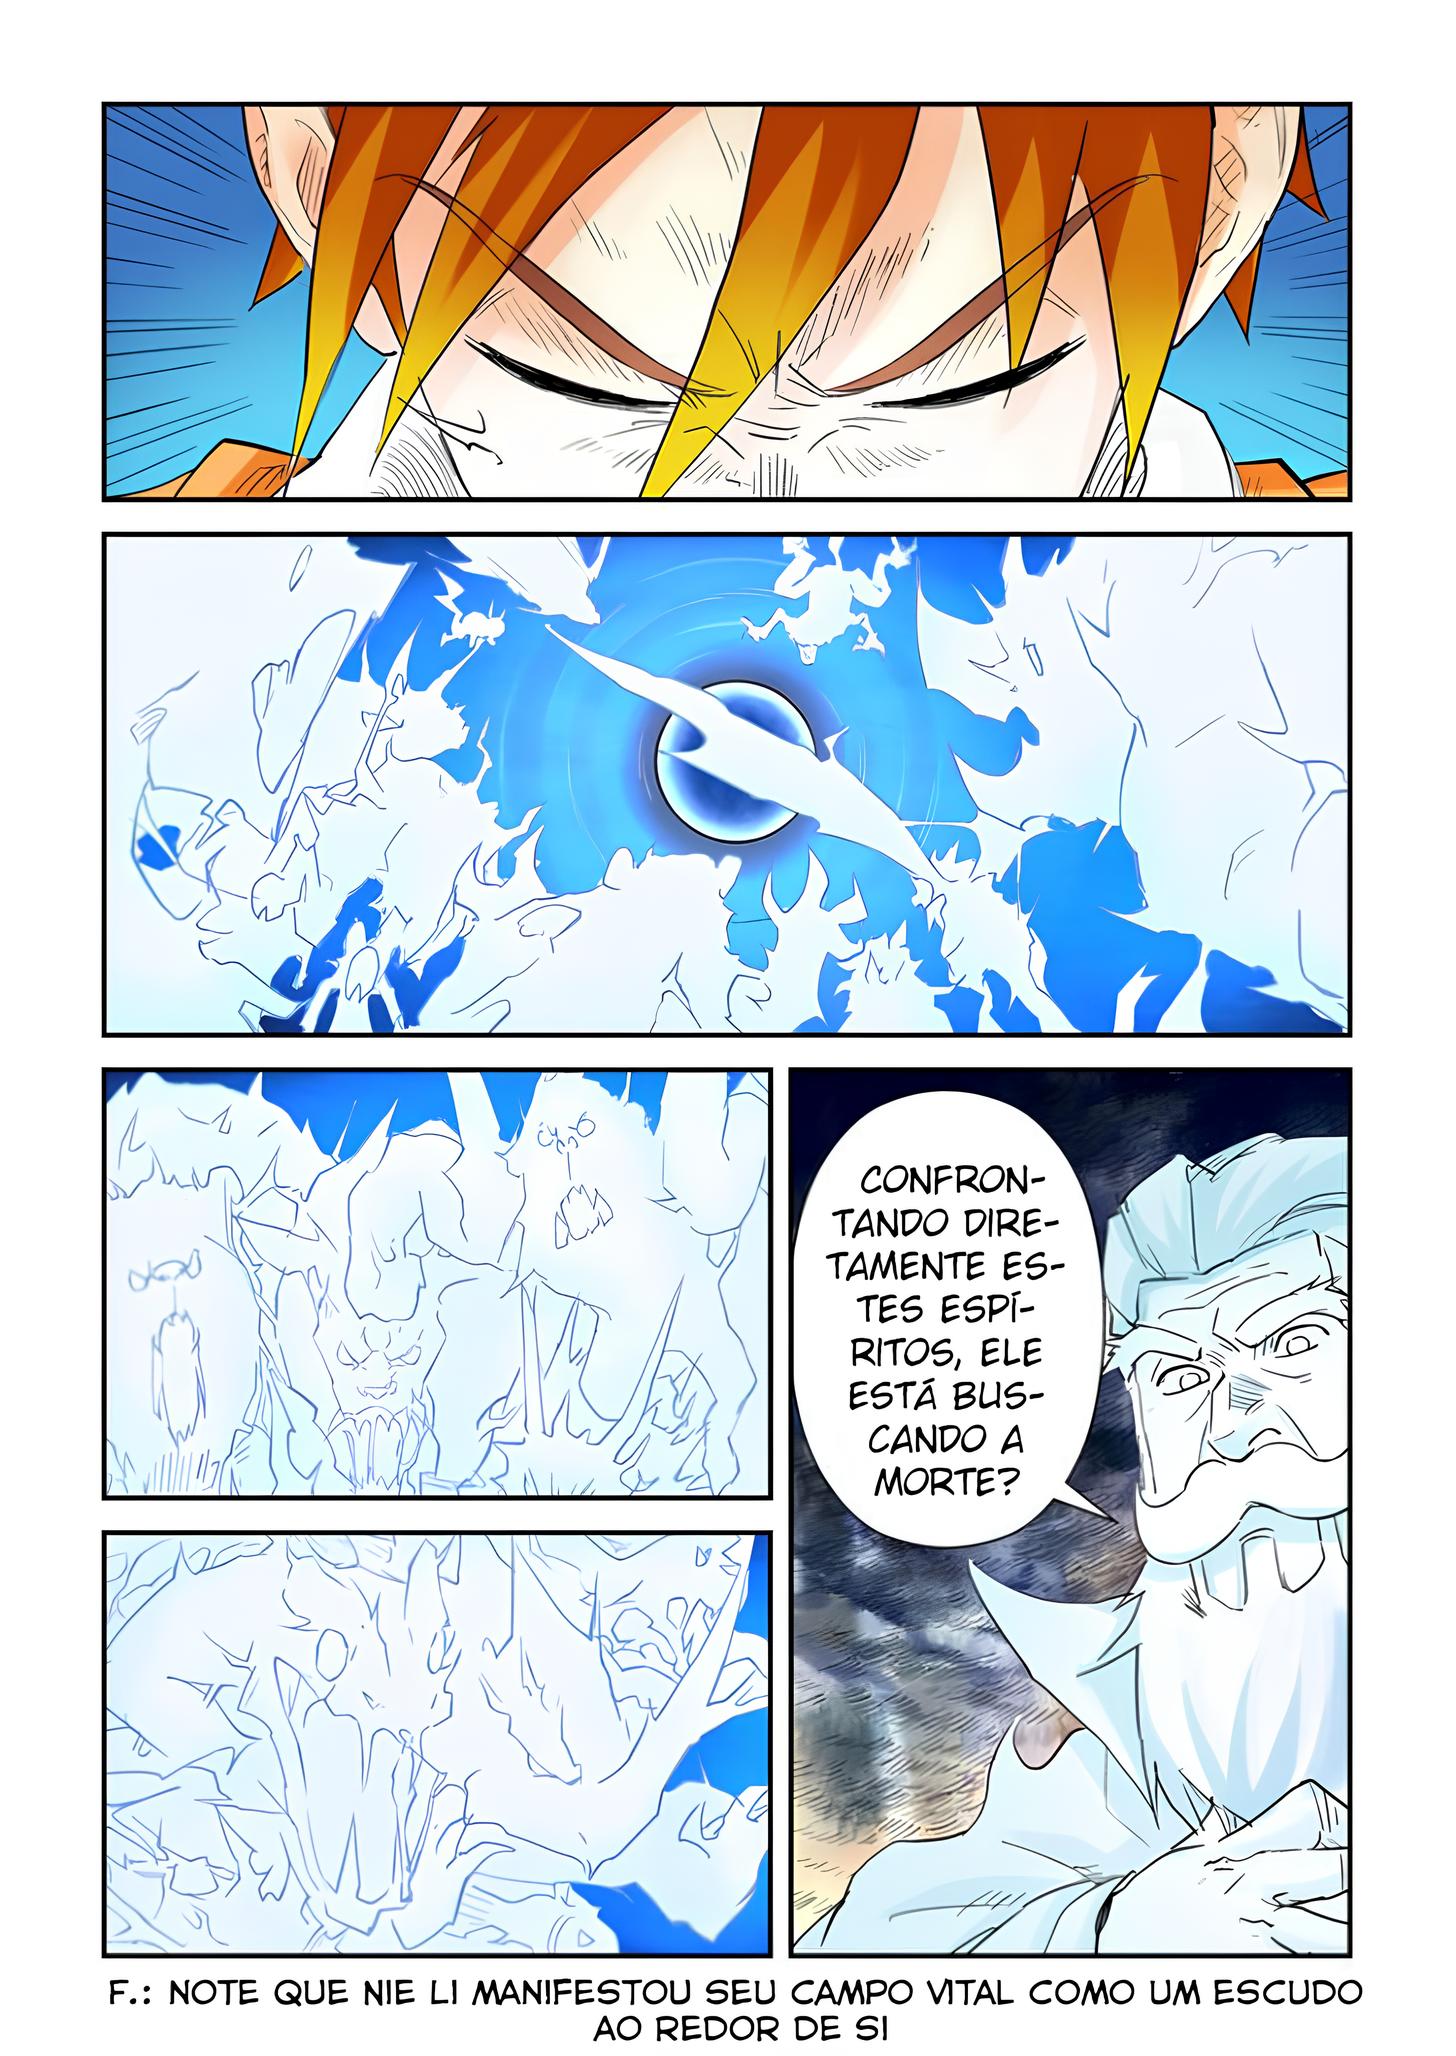 CONFRON-
TANDO DIRE-
TAMENTE ES-
TES ESPÍ-
RITOS, ELE
ESTÁ BUS-
CANDO A
MORTE?
F.: NOTE QUE NIE LI MANIFESTOU SEU CAMPO VITAL COMO UM ESCUDO
AO REDOR DE SI